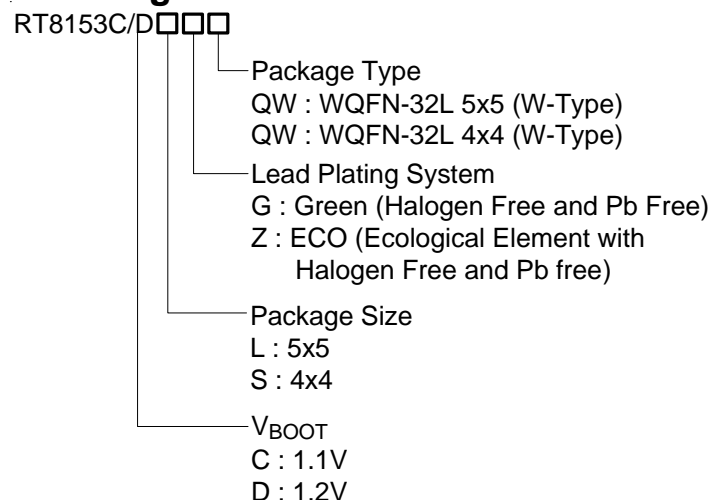 RT8153C/D□□□
Package Type
QW : WQFN-32L 5x5 (W-Type)
QW : WQFN-32L 4x4 (W-Type)
Lead Plating System
G : Green (Halogen Free and Pb Free)
Z : ECO (Ecological Element with
Halogen Free and Pb free)
Package Size
L : 5x5
S : 4x4
VBOOT
C : 1.1V
D : 1.2V